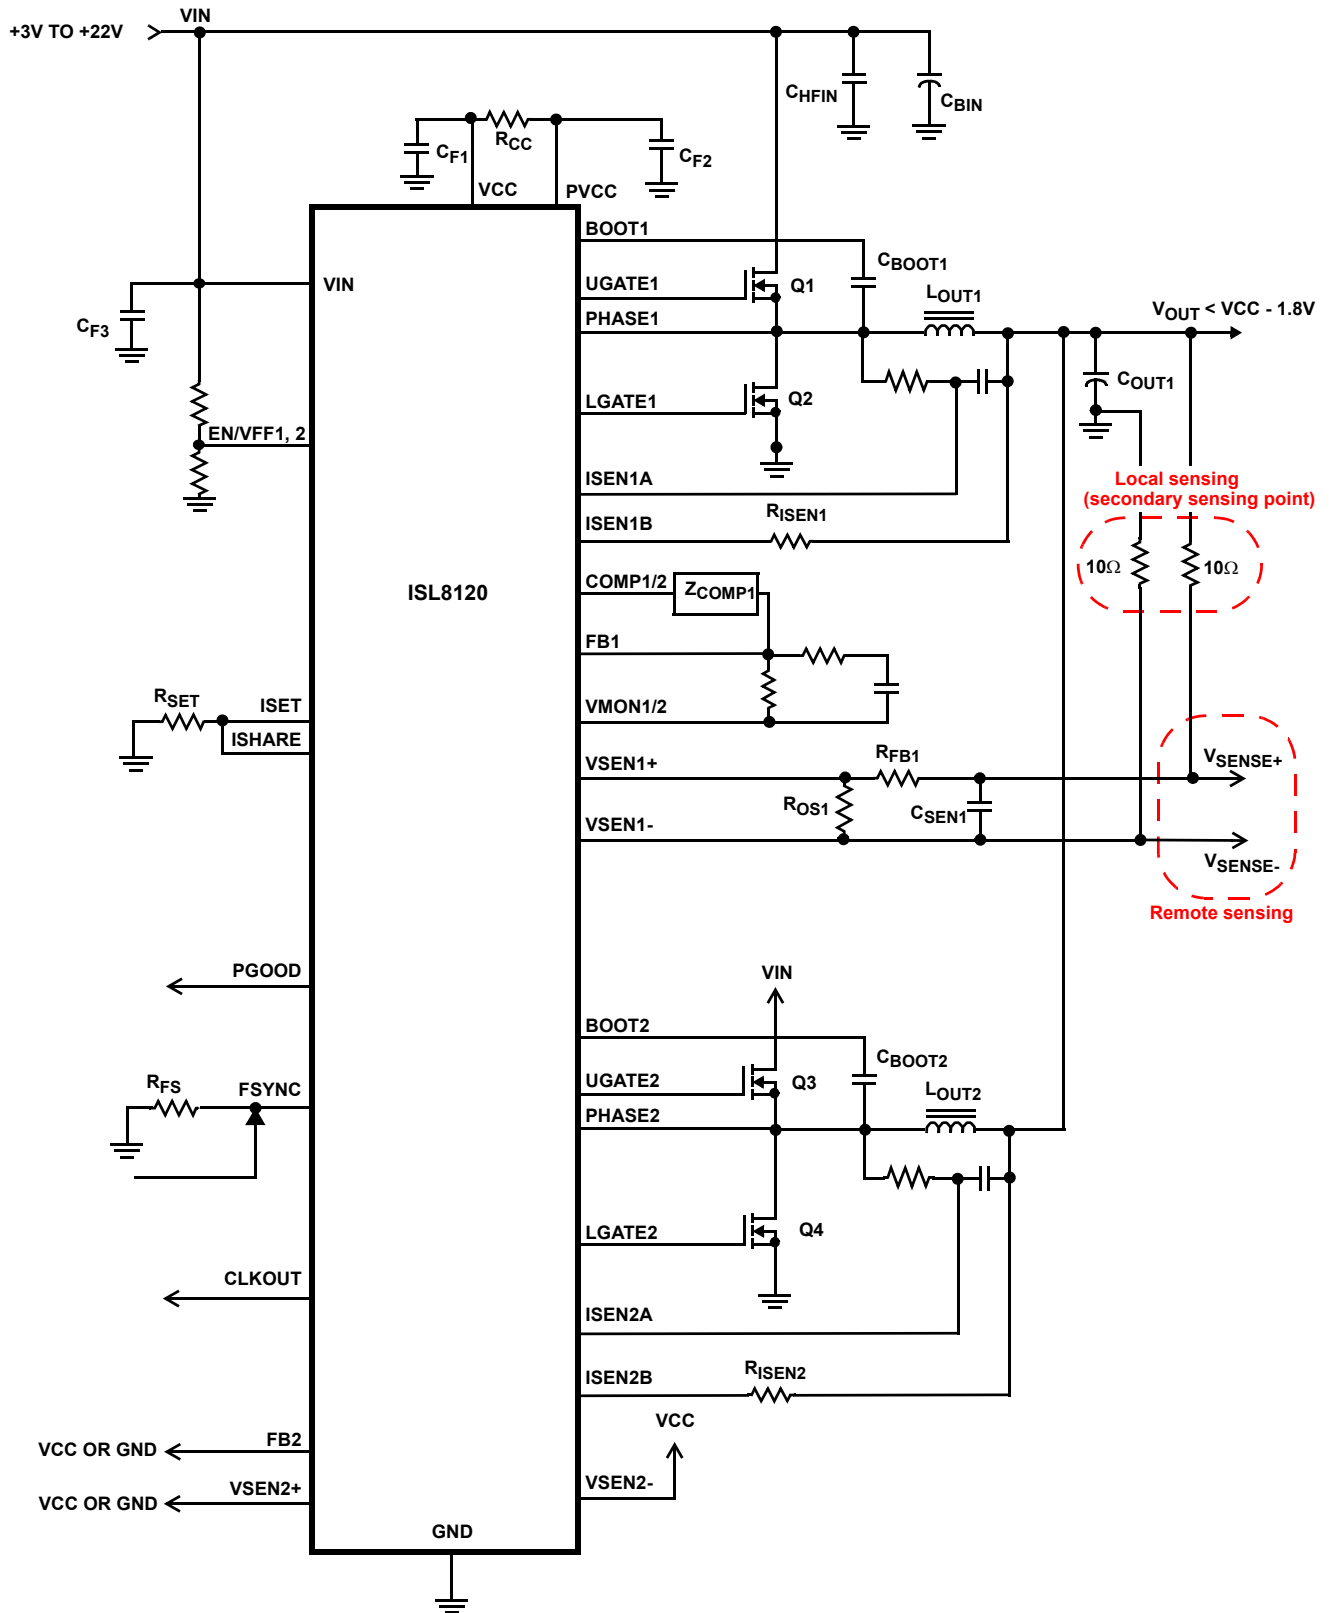 VIN
+3V TO +22V
CHFIN
CBIN
CF1
RCC
CF2
VCC
PVCC
BOOT1
CBOOT1
VIN
UGATE1
Q1
LOUT1
VOUT < VCC - 1.8V
PHASE1
CF3
COUT1
LGATE1
Q2
EN/VFF1, 2
ISEN1A
Local sensing
(secondary sensing point)
RISEN1
ISEN1B
10Ω
10Ω
COMP1/2
ZCOMP1
ISL8120
FB1
RSET
ISET
VMON1/2
ISHARE
VSEN1+
RFB1
VSENSE+
ROS1
CSEN1
VSEN1-
VSENSE-
Remote sensing
PGOOD
VIN
BOOT2
CBOOT2
RFS
FSYNC
UGATE2
Q3
LOUT2
PHASE2
LGATE2
Q4
CLKOUT
ISEN2A
RISEN2
ISEN2B
VCC
FB2
VCC OR GND
VSEN2+
VCC OR GND
VSEN2-
GND